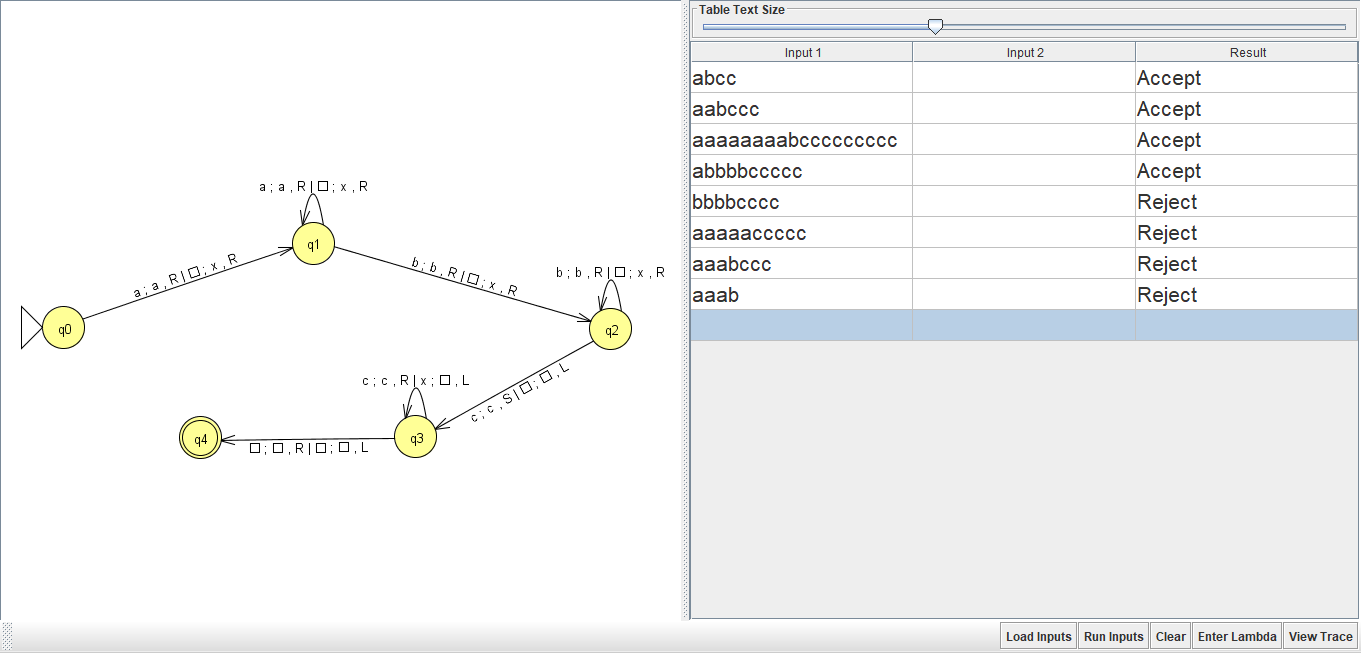 Table Text Size
Input 1 Input 2 Result
abcc Accept
aabccc Accept
aaaaaaaabccccccccc Accept
abbbbccccc Accept
bbbbcccc Reject
aaaaaccccc Reject
aaabccc Reject
aaab Reject
a ; a , R | □ ; x , R
q1
a ; a , R | □ ; x , R
b ; b , R | □ ; x , R
b ; b , R | □ ; x , R
q0
q2
c ; c , R | x ; □ , L
c ; c , S | □ ; □ , L
q4
q3
□ ; □ , R | □ ; □ , L
Load Inputs Run Inputs Clear Enter Lambda View Trace